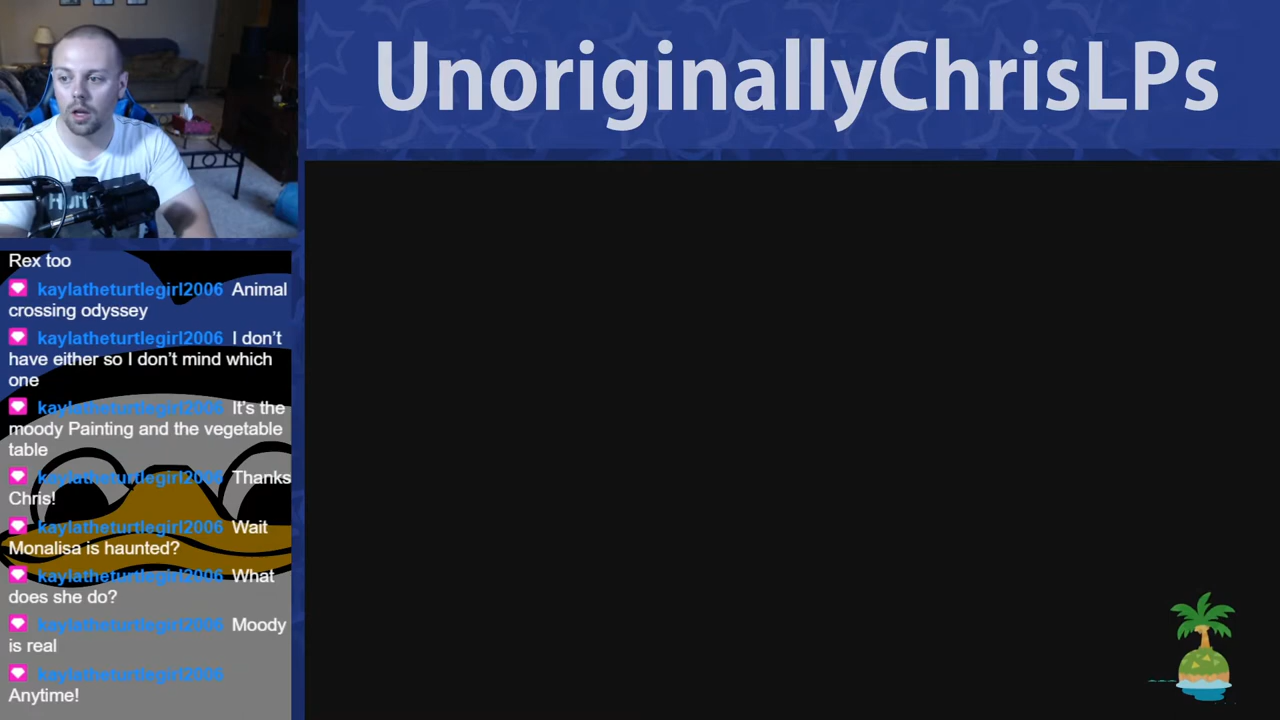 UnoriginallyChrisLPs
Rex too
kaylatheturtlegirl2006 Animal
crossing odyssey
kaylatheturtlegirl2006 I don't
have either so I don't mind which
one
kaylatheturtlegirl2006 It's the
moody Painting and the vegetable
table
kaylatheturtlegirl2006 Thanks
Chris!
kaylatheturtlegirl2006 Wait
Monalisa is haunted?
kaylatheturtlegirl2006 What
does she do?
kaylatheturtlegirl2006 Moody
is real
kaylatheturtlegirl2006
Anytime!